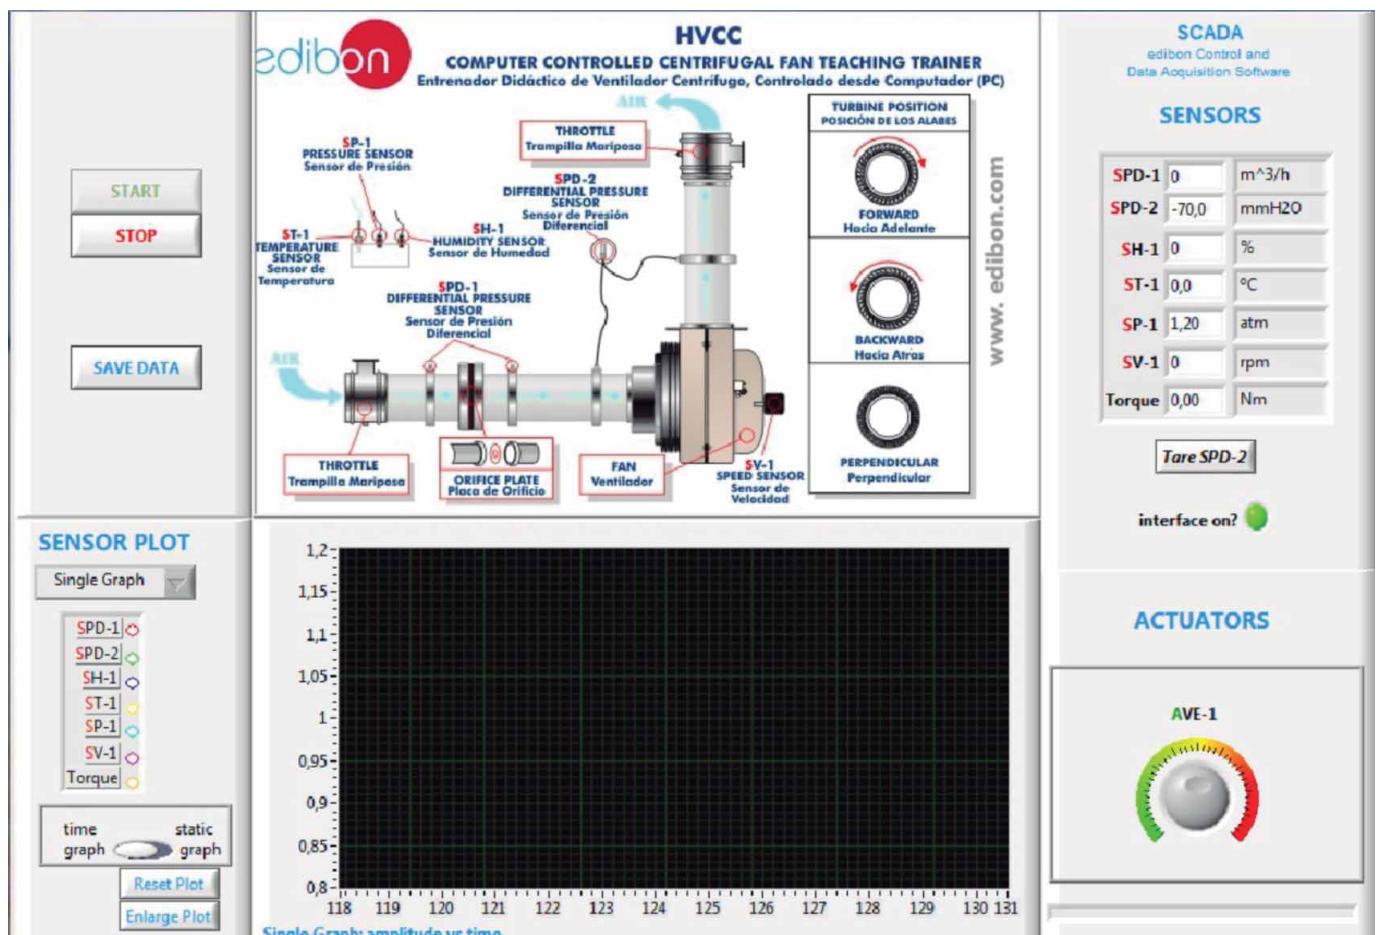 START
STOP
SAVE DATA
edibon
HVCC
COMPUTER CONTROLLED CENTRIFUGAL FAN TEACHING TRAINER
Entrenador Didáctico de Ventilador Centrífugo, Controlado desde Computador (PC)
AIR
THROTTLE
Trampilla Mariposa
SP-1
PRESSURE SENSOR
Sensor de Presión
SPD-2
DIFFERENTIAL PRESSURE
SENSOR
Sensor de Presión
Diferencial
ST-1
TEMPERATURE
SENSOR
Sensor de
Temperatura
SH-1
HUMIDITY SENSOR
Sensor de Humedad
SPD-1
DIFFERENTIAL PRESSURE
SENSOR
Sensor de Presión
Diferencial
AIR
THROTTLE
Trampilla Mariposa
ORIFICE PLATE
Placa de Orificio
FAN
Ventilador
SV-1
SPEED SENSOR
Sensor de
Velocidad
TURBINE POSITION
POSICIÓN DE LOS ALABES
FORWARD
Hacia Adelante
BACKWARD
Hacia Atrás
PERPENDICULAR
Perpendicular
www. edibon.com
SCADA
edibon Control and
Data Acquisition Software
SENSORS
SPD-1 0 m^3/h
SPD-2 -70,0 mmH2O
SH-1 0 %
ST-1 0,0 ºC
SP-1 1,20 atm
SV-1 0 rpm
Torque 0,00 Nm
Tare SPD-2
interface on?
SENSOR PLOT
Single Graph
SPD-1
SPD-2
SH-1
ST-1
SP-1
SV-1
Torque
time graph
static graph
Reset Plot
Enlarge Plot
1,2
1,15
1,1
1,05
1
0,95
0,9
0,85
0,8
118 119 120 121 122 123 124 125 126 127 128 129 130 131
Single Graph: amplitude vs time
ACTUATORS
AVE-1